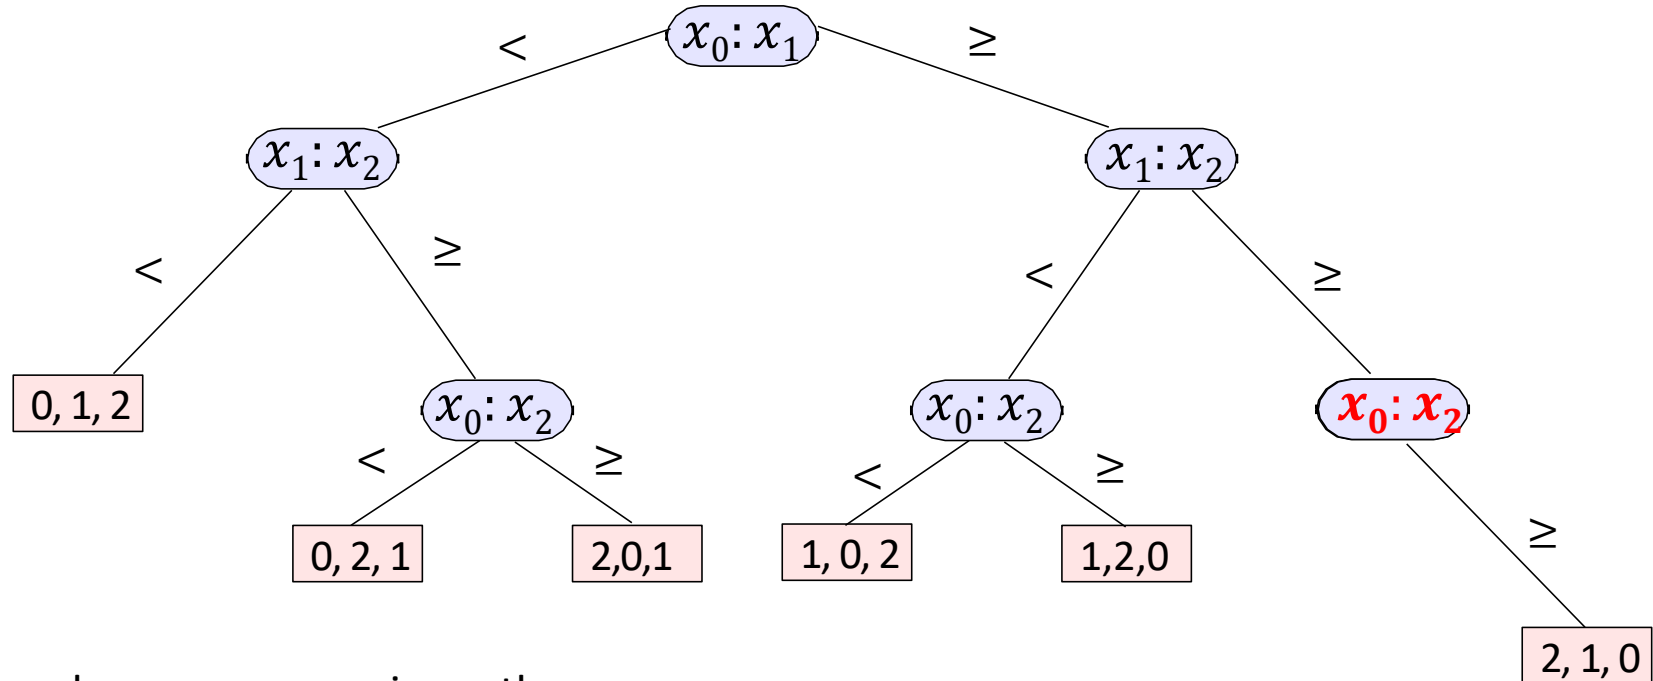 x₀: x₁
< ≥
x₁: x₂ x₁: x₂
< ≥ < ≥
0, 1, 2 x₀: x₂ x₀: x₂ x₀: x₂
< ≥ < ≥ ≥
0, 2, 1 2,0,1 1, 0, 2 1,2,0
2, 1, 0